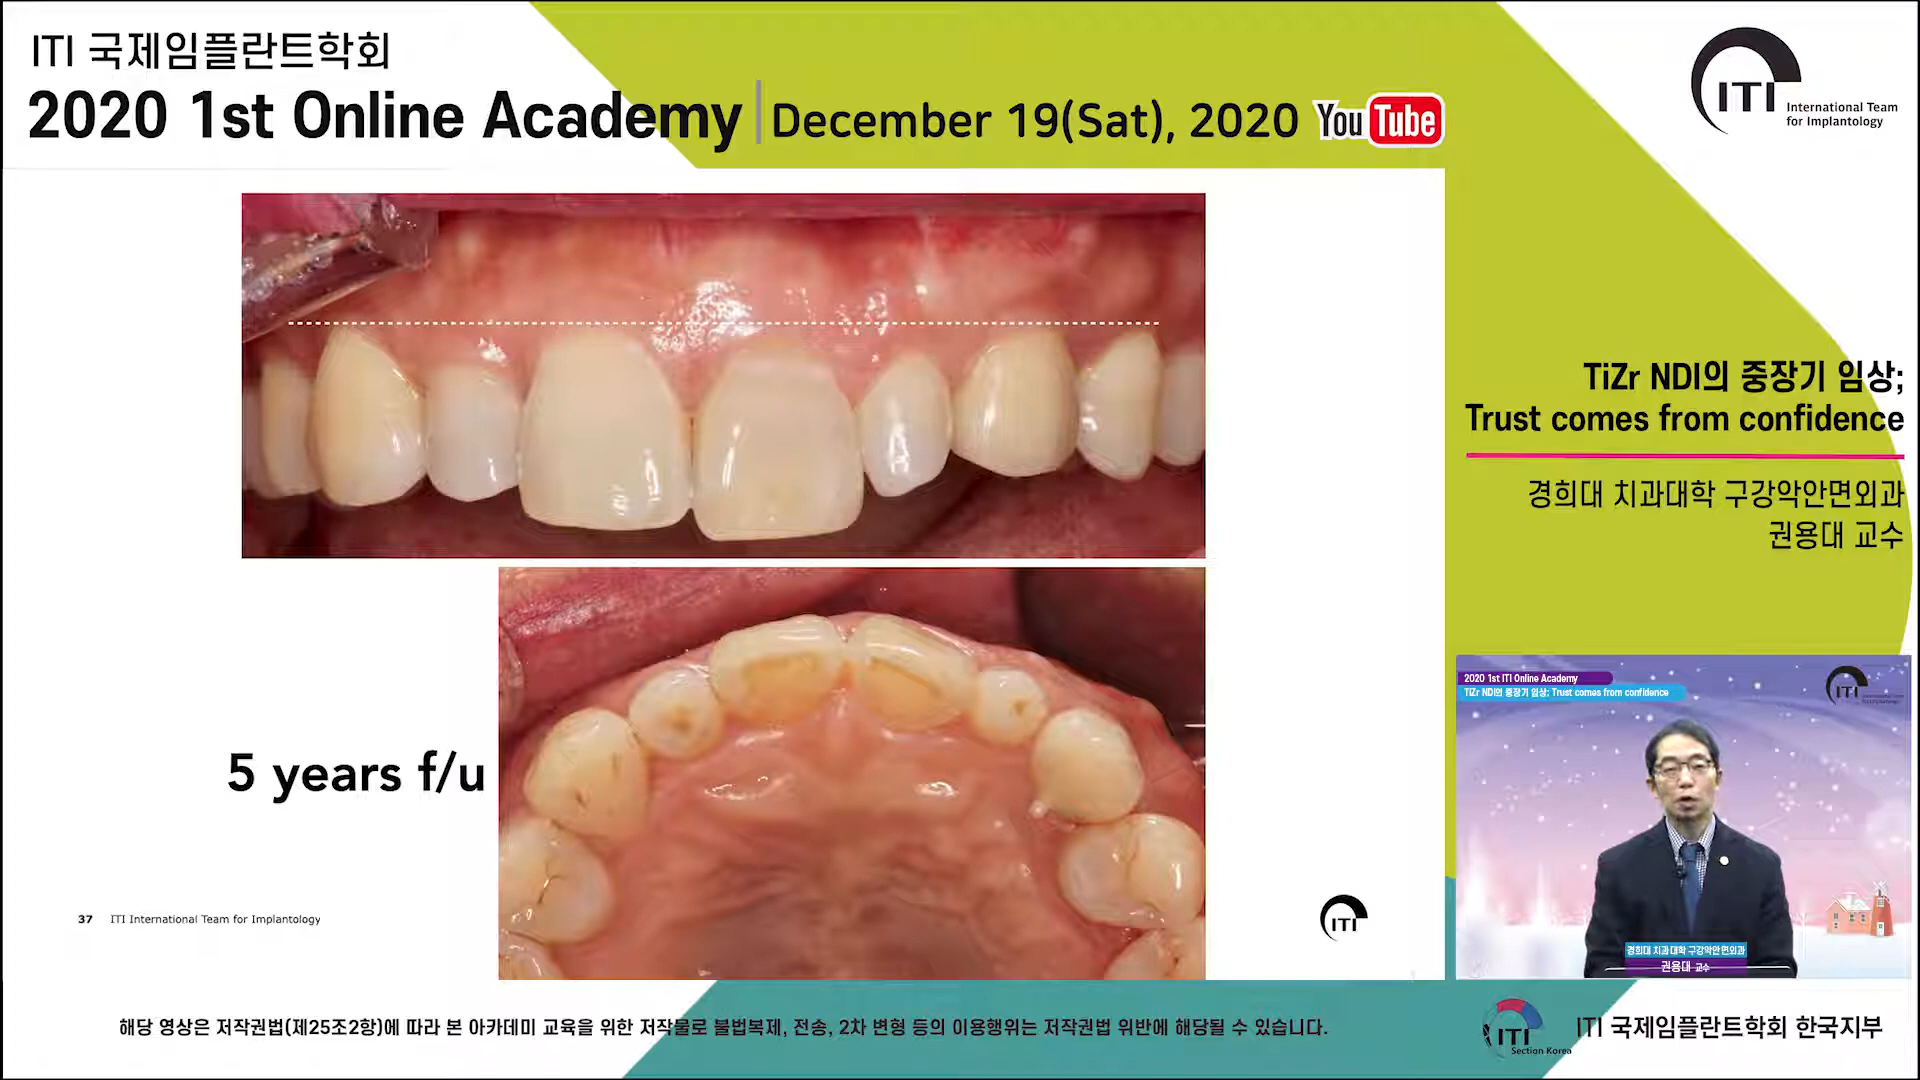 ITI 국제임플란트학회
2020 1st Online Academy
December 19(Sat), 2020 YouTube
ITI
International Team
for Implantology
TiZr NDI의 중장기 임상;
Trust comes from confidence
경희대 치과대학 구강악안면외과
권용대 교수
5 years f/u
37 ITI International Team for Implantology
ITI
2020 1st ITI Online Academy
TiZr NDI의 중장기 임상; Trust comes from confidence
ITI
경희대 치과대학 구강악안면외과
권용대 교수
해당 영상은 저작권법(제25조2항)에 따라 본 아카데미 교육을 위한 저작물로 불법복제, 전송, 2차 변형 등의 이용행위는 저작권법 위반에 해당될 수 있습니다.
ITI
Section Korea
ITI 국제임플란트학회 한국지부